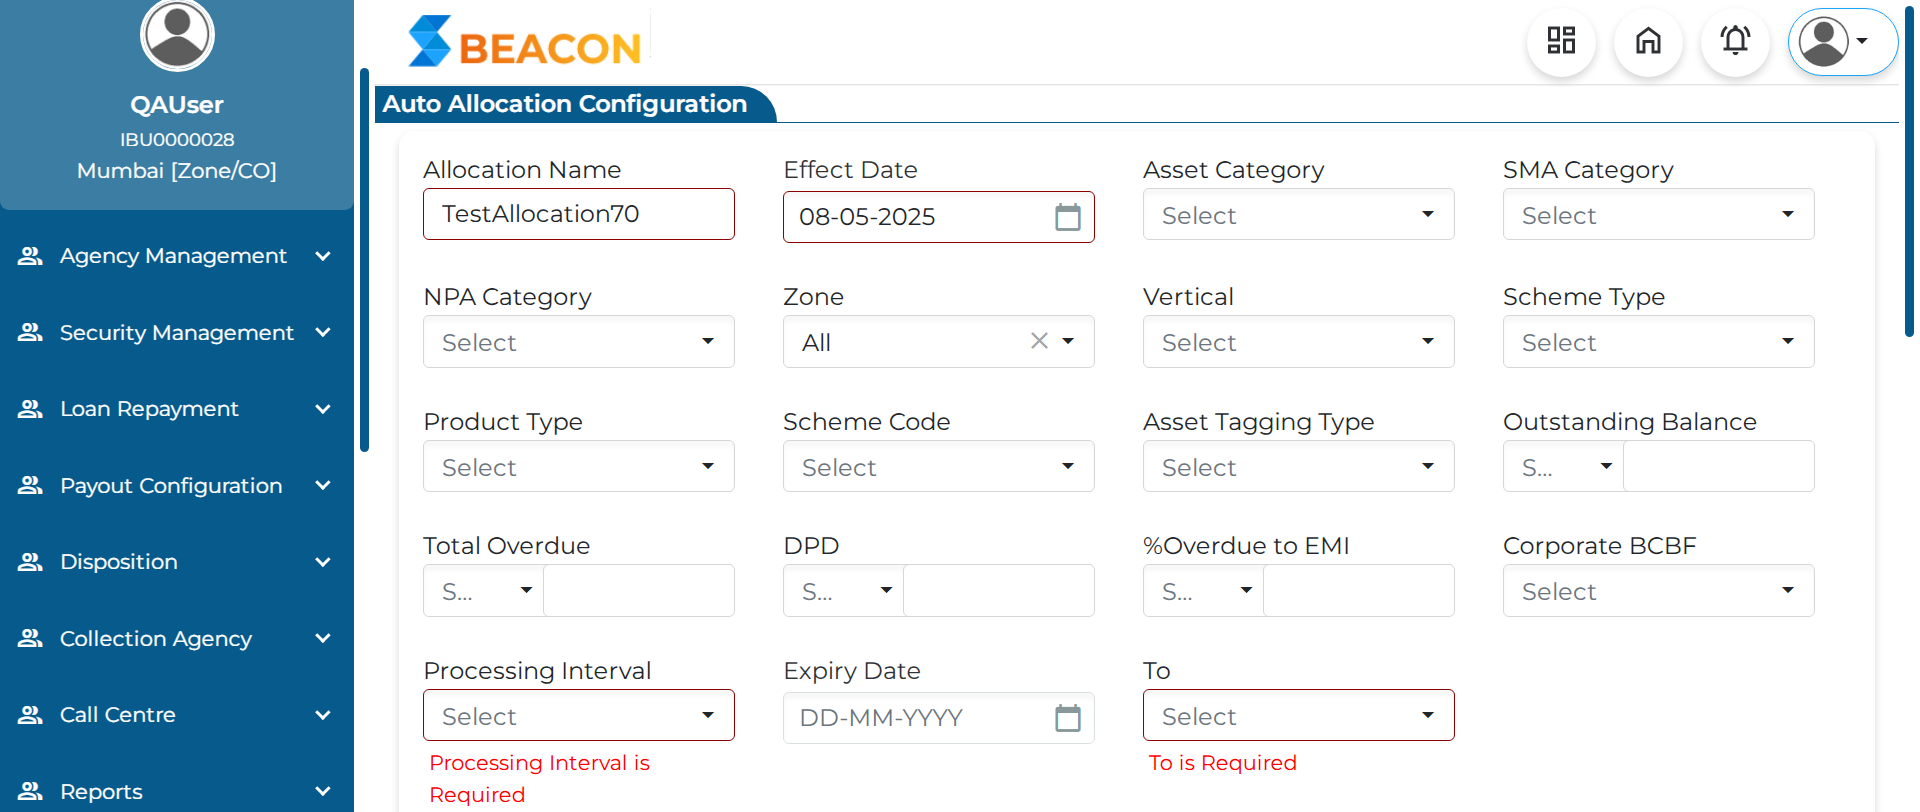 QAUser
IBU0000028
Mumbai [Zone/CO]
Agency Management
Security Management
Loan Repayment
Payout Configuration
Disposition
Collection Agency
Call Centre
Reports
BEACON
Auto Allocation Configuration
Allocation Name
Effect Date
Asset Category
SMA Category
TestAllocation70
08-05-2025
Select
Select
NPA Category
Zone
Vertical
Scheme Type
Select
All
Select
Select
Product Type
Scheme Code
Asset Tagging Type
Outstanding Balance
Select
Select
Select
S...
Total Overdue
DPD
%Overdue to EMI
Corporate BCBF
S...
S...
S...
Select
Processing Interval
Expiry Date
To
Select
DD-MM-YYYY
Select
Processing Interval is
Required
To is Required